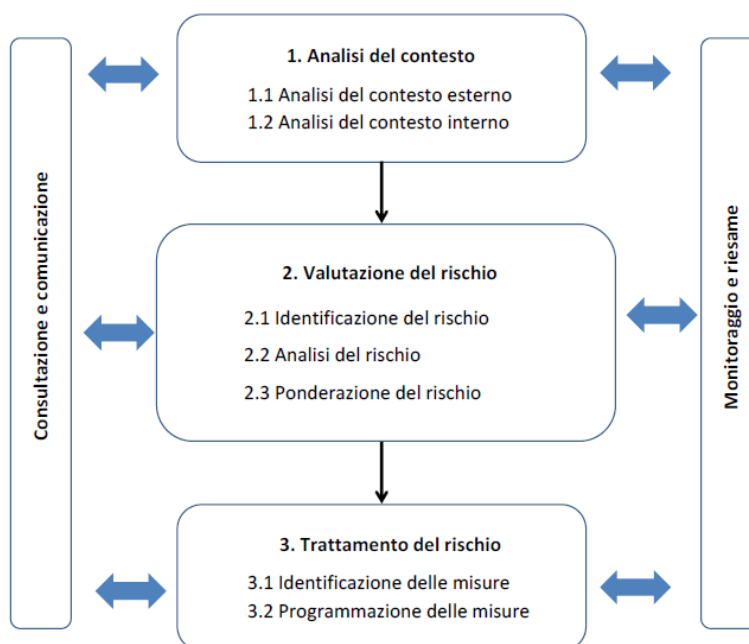 Consultazione e comunicazione
1. Analisi del contesto
1.1 Analisi del contesto esterno
1.2 Analisi del contesto interno
2. Valutazione del rischio
2.1 Identificazione del rischio
2.2 Analisi del rischio
2.3 Ponderazione del rischio
3. Trattamento del rischio
3.1 Identificazione delle misure
3.2 Programmazione delle misure
Monitoraggio e riesame